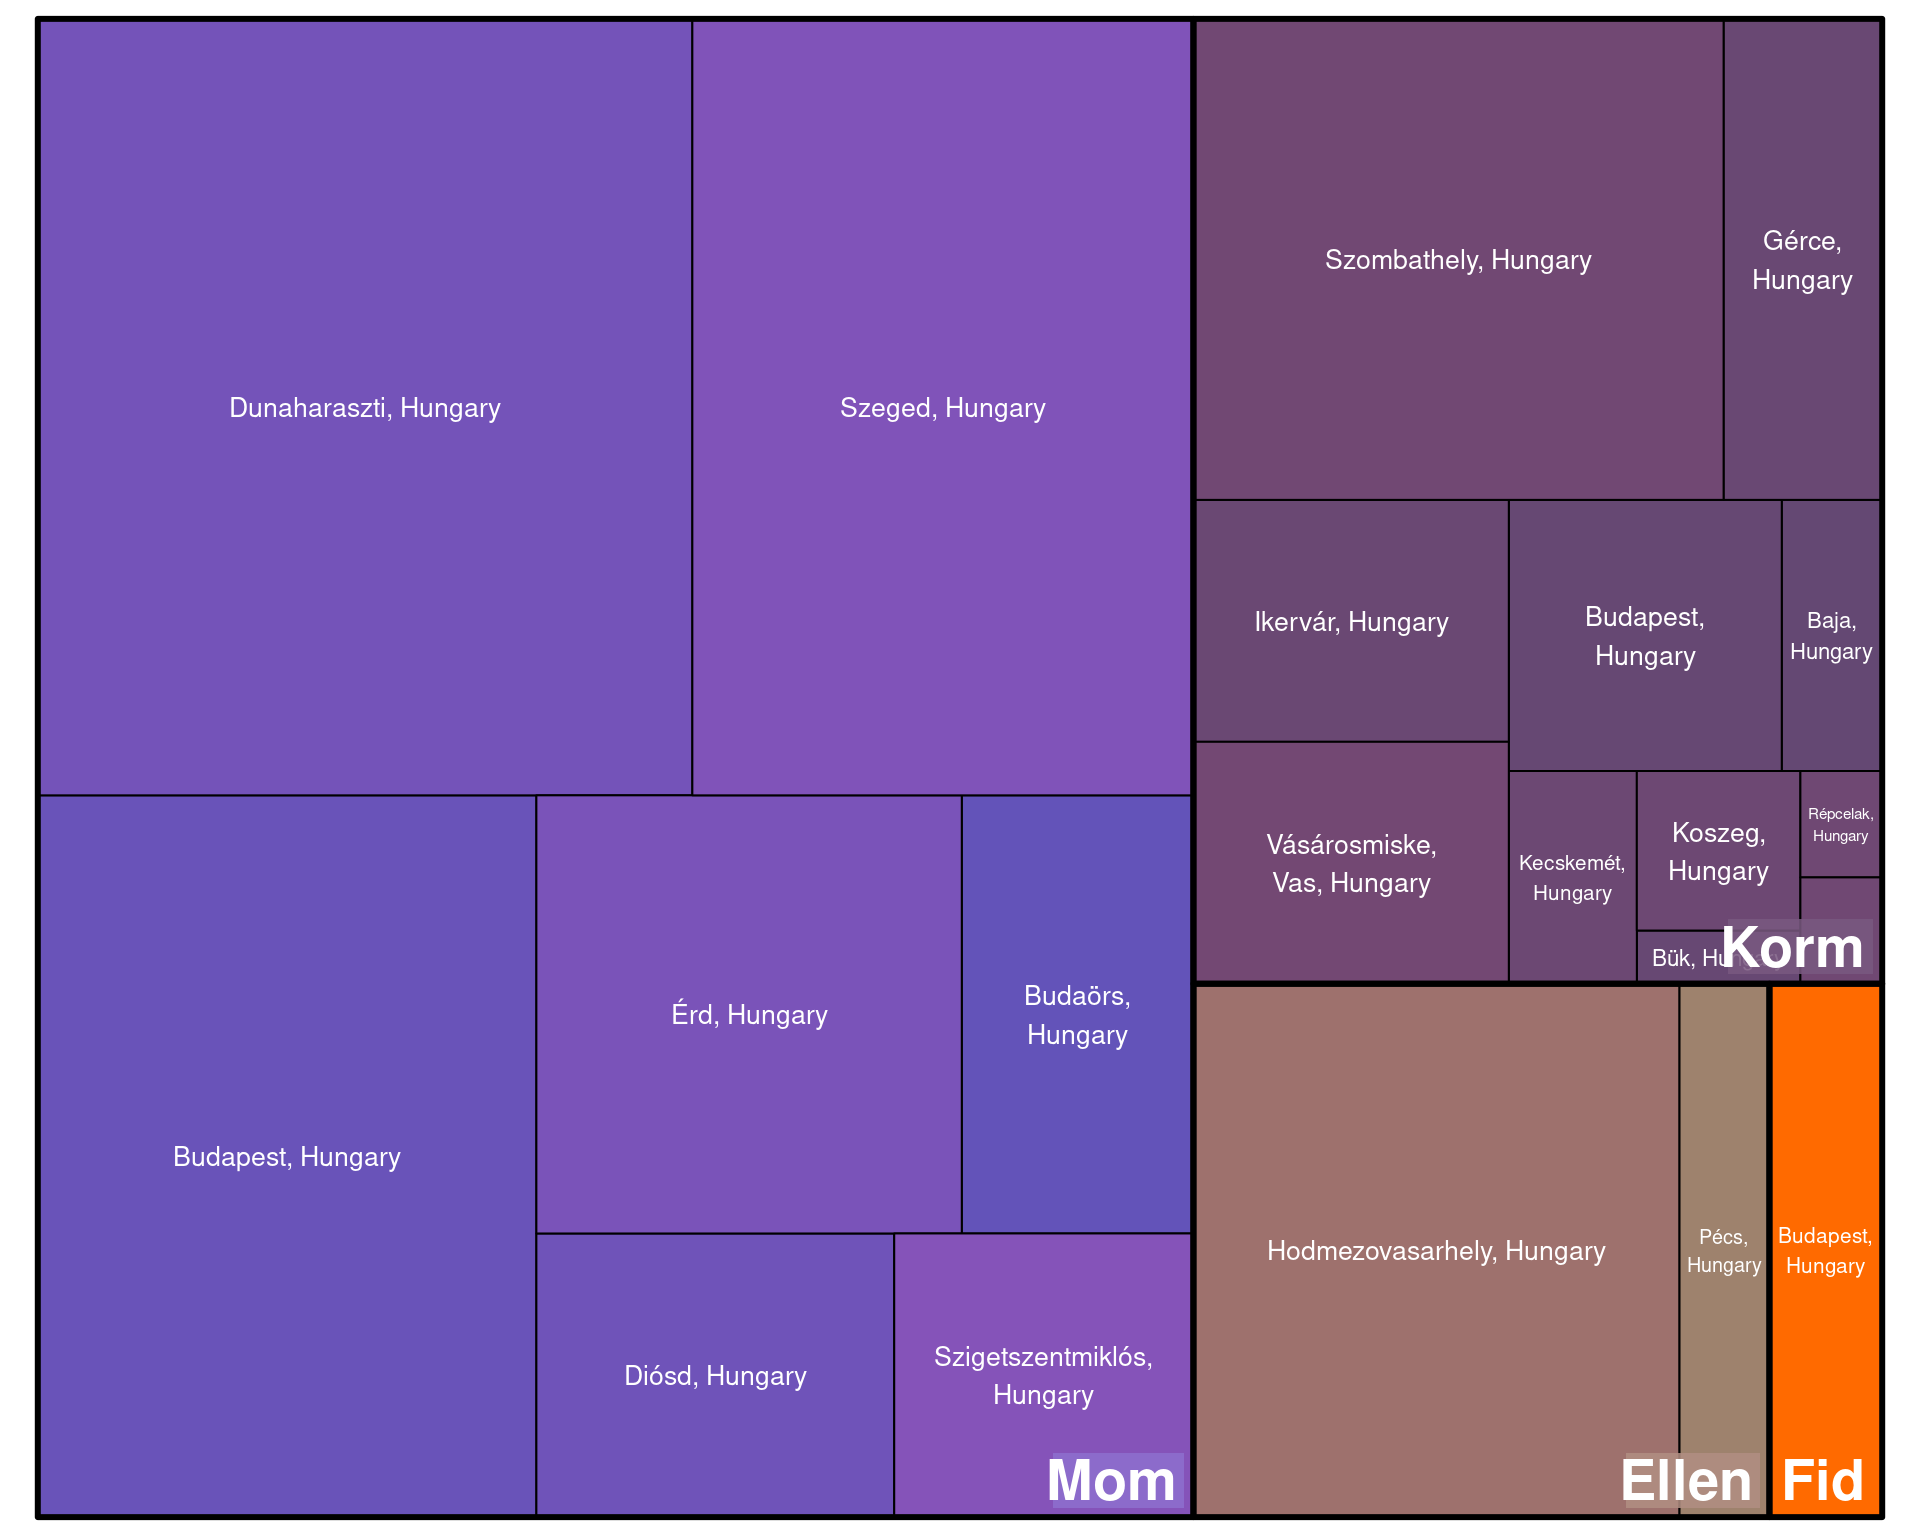 Dunaharaszti, Hungary
Szeged, Hungary
Budapest, Hungary
Érd, Hungary
Budaörs,
Hungary
Diósd, Hungary
Szigetszentmiklós,
Hungary
Mom
Szombathely, Hungary
Gérce,
Hungary
Ikervár, Hungary
Budapest,
Hungary
Baja,
Hungary
Vásárosmiske,
Vas, Hungary
Kecskemét,
Hungary
Koszeg,
Hungary
Répcelak,
Hungary
Bük, Hungary
Korm
Hodmezovasarhely, Hungary
Pécs,
Hungary
Ellen
Budapest,
Hungary
Fid